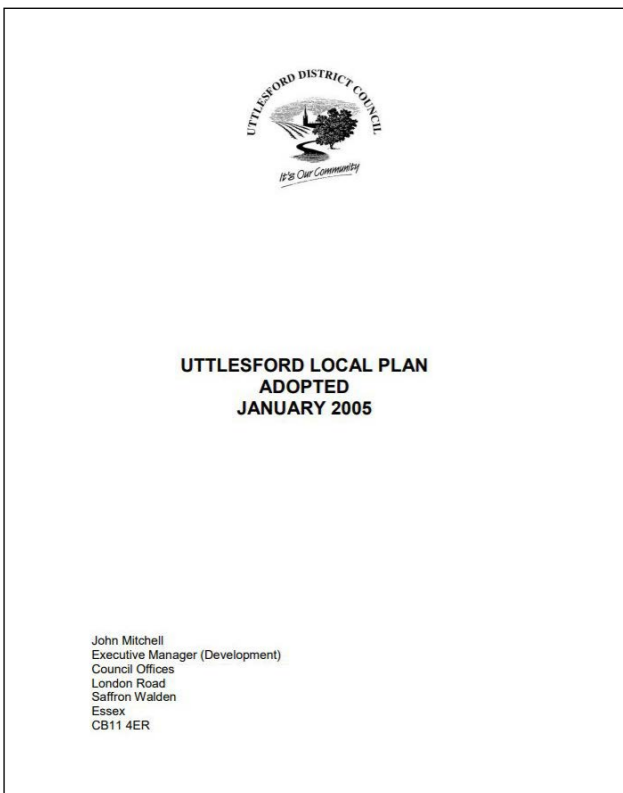 UTTLESFORD DISTRICT COUNCIL
It's Our Community
UTTLESFORD LOCAL PLAN
ADOPTED
JANUARY 2005
John Mitchell
Executive Manager (Development)
Council Offices
London Road
Saffron Walden
Essex
CB11 4ER